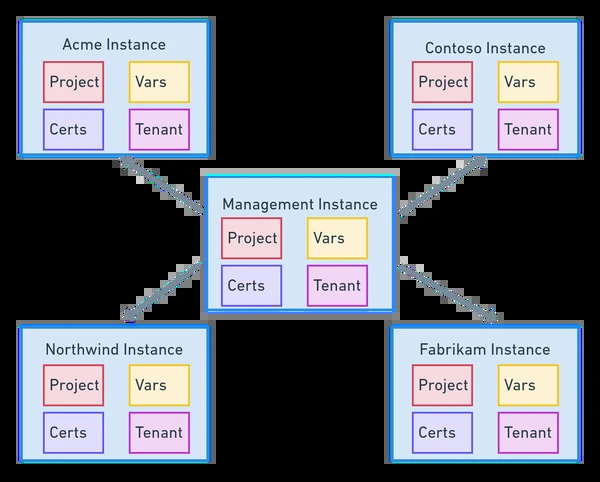 Acme Instance
Project Vars
Certs Tenant
Contoso Instance
Project Vars
Certs Tenant
Management Instance
Project Vars
Certs Tenant
Northwind Instance
Project Vars
Certs Tenant
Fabrikam Instance
Project Vars
Certs Tenant